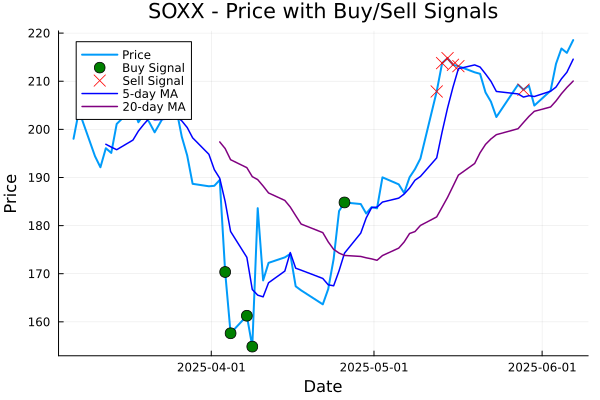 SOXX - Price with Buy/Sell Signals
Price
Buy Signal
Sell Signal
5-day MA
20-day MA
220
210
200
190
180
170
160
Price
2025-04-01
2025-05-01
2025-06-01
Date